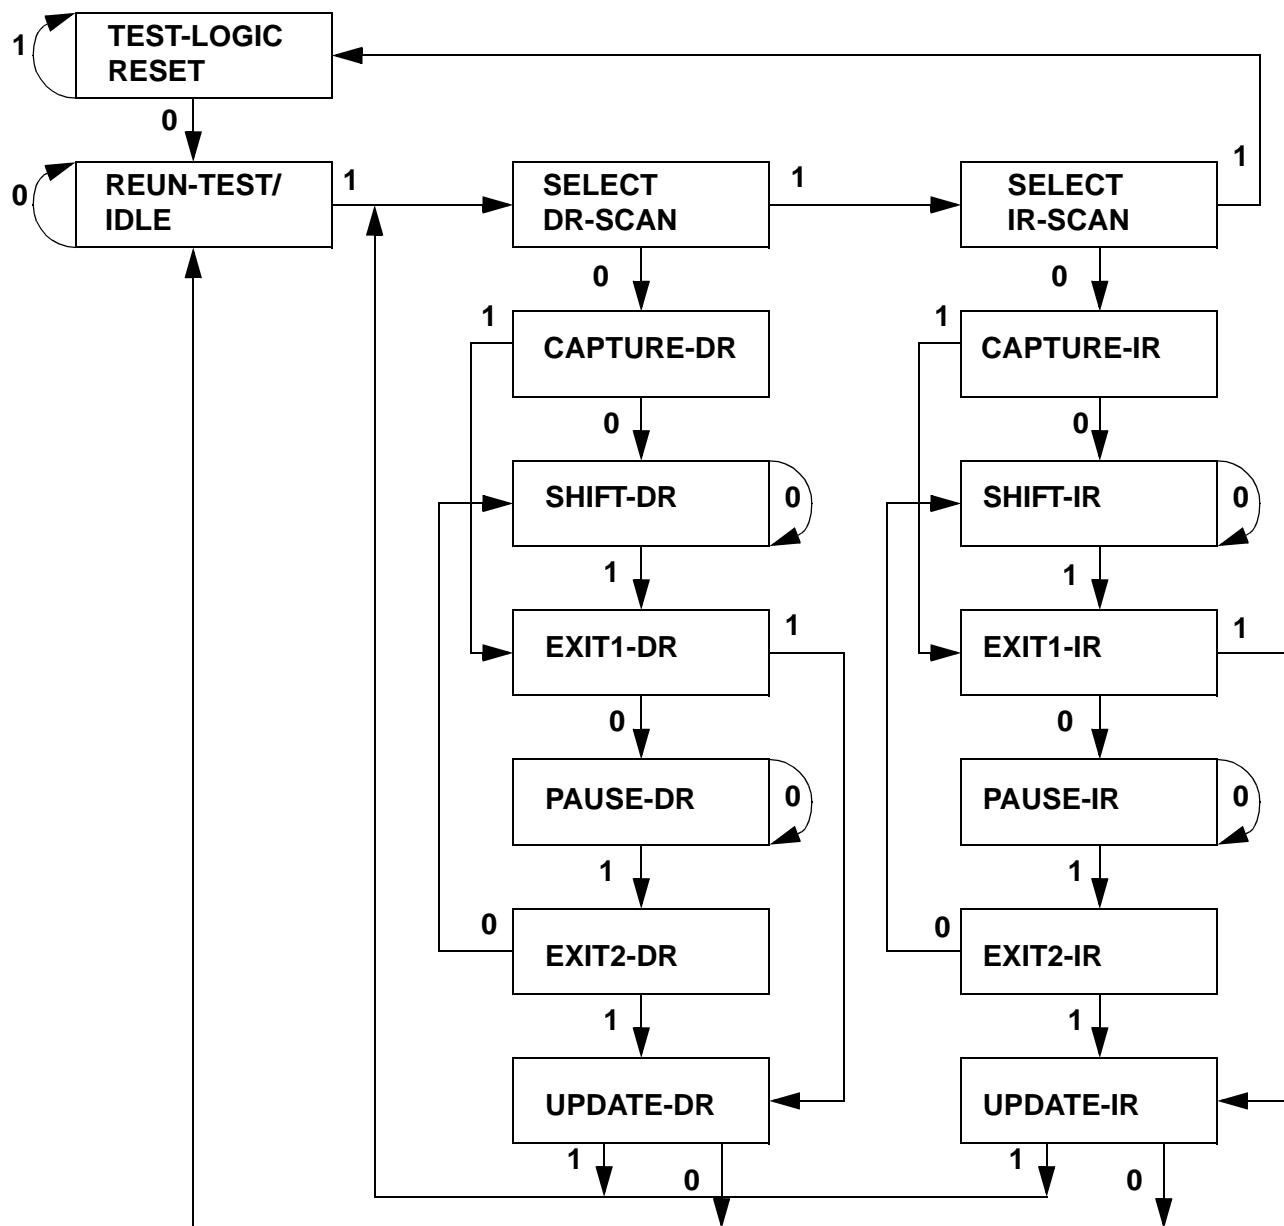 1
TEST-LOGIC
RESET
0
0
REUN-TEST/
IDLE
1
SELECT
DR-SCAN
1
SELECT
IR-SCAN
1
0
0
1
CAPTURE-DR
1
CAPTURE-IR
0
0
SHIFT-DR
0
SHIFT-IR
0
1
1
EXIT1-DR
1
EXIT1-IR
1
0
0
PAUSE-DR
0
PAUSE-IR
0
1
1
0
EXIT2-DR
0
EXIT2-IR
1
1
UPDATE-DR
UPDATE-IR
1
0
1
0